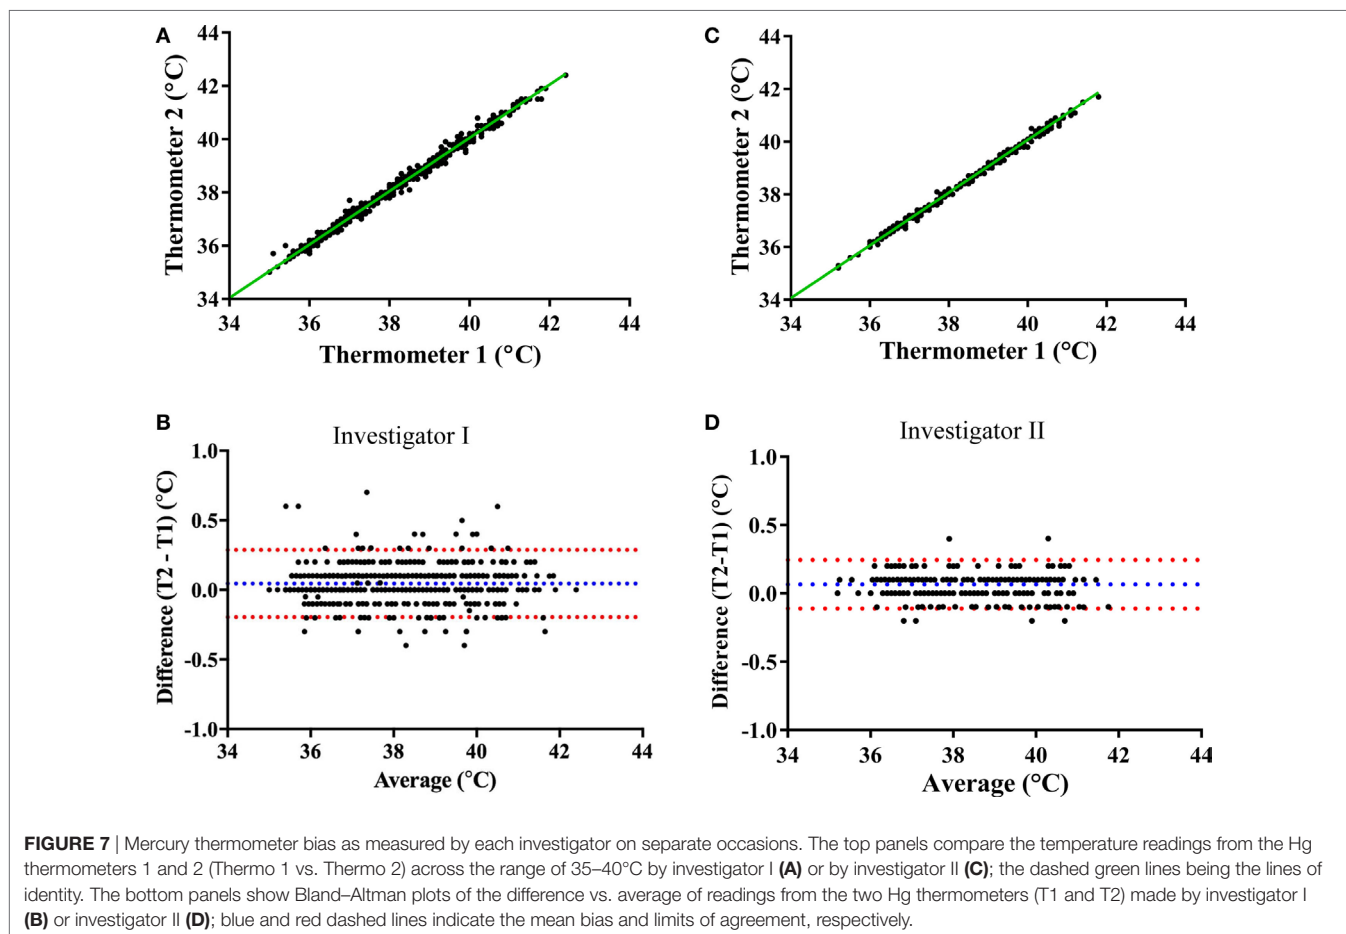 A
44
42
40
38
36
34
Thermometer 2 (°C)
34 36 38 40 42 44
Thermometer 1 (°C)
C
44
42
40
38
36
34
Thermometer 2 (°C)
34 36 38 40 42 44
Thermometer 1 (°C)
B
Investigator I
1.0
0.5
0.0
-0.5
-1.0
Difference (T2 - T1) (°C)
34 36 38 40 42 44
Average (°C)
D
Investigator II
1.0
0.5
0.0
-0.5
-1.0
Difference (T2-T1) (°C)
34 36 38 40 42 44
Average (°C)
FIGURE 7 | Mercury thermometer bias as measured by each investigator on separate occasions. The top panels compare the temperature readings from the Hg
thermometers 1 and 2 (Thermo 1 vs. Thermo 2) across the range of 35–40°C by investigator I (A) or by investigator II (C); the dashed green lines being the lines of
identity. The bottom panels show Bland–Altman plots of the difference vs. average of readings from the two Hg thermometers (T1 and T2) made by investigator I
(B) or investigator II (D); blue and red dashed lines indicate the mean bias and limits of agreement, respectively.